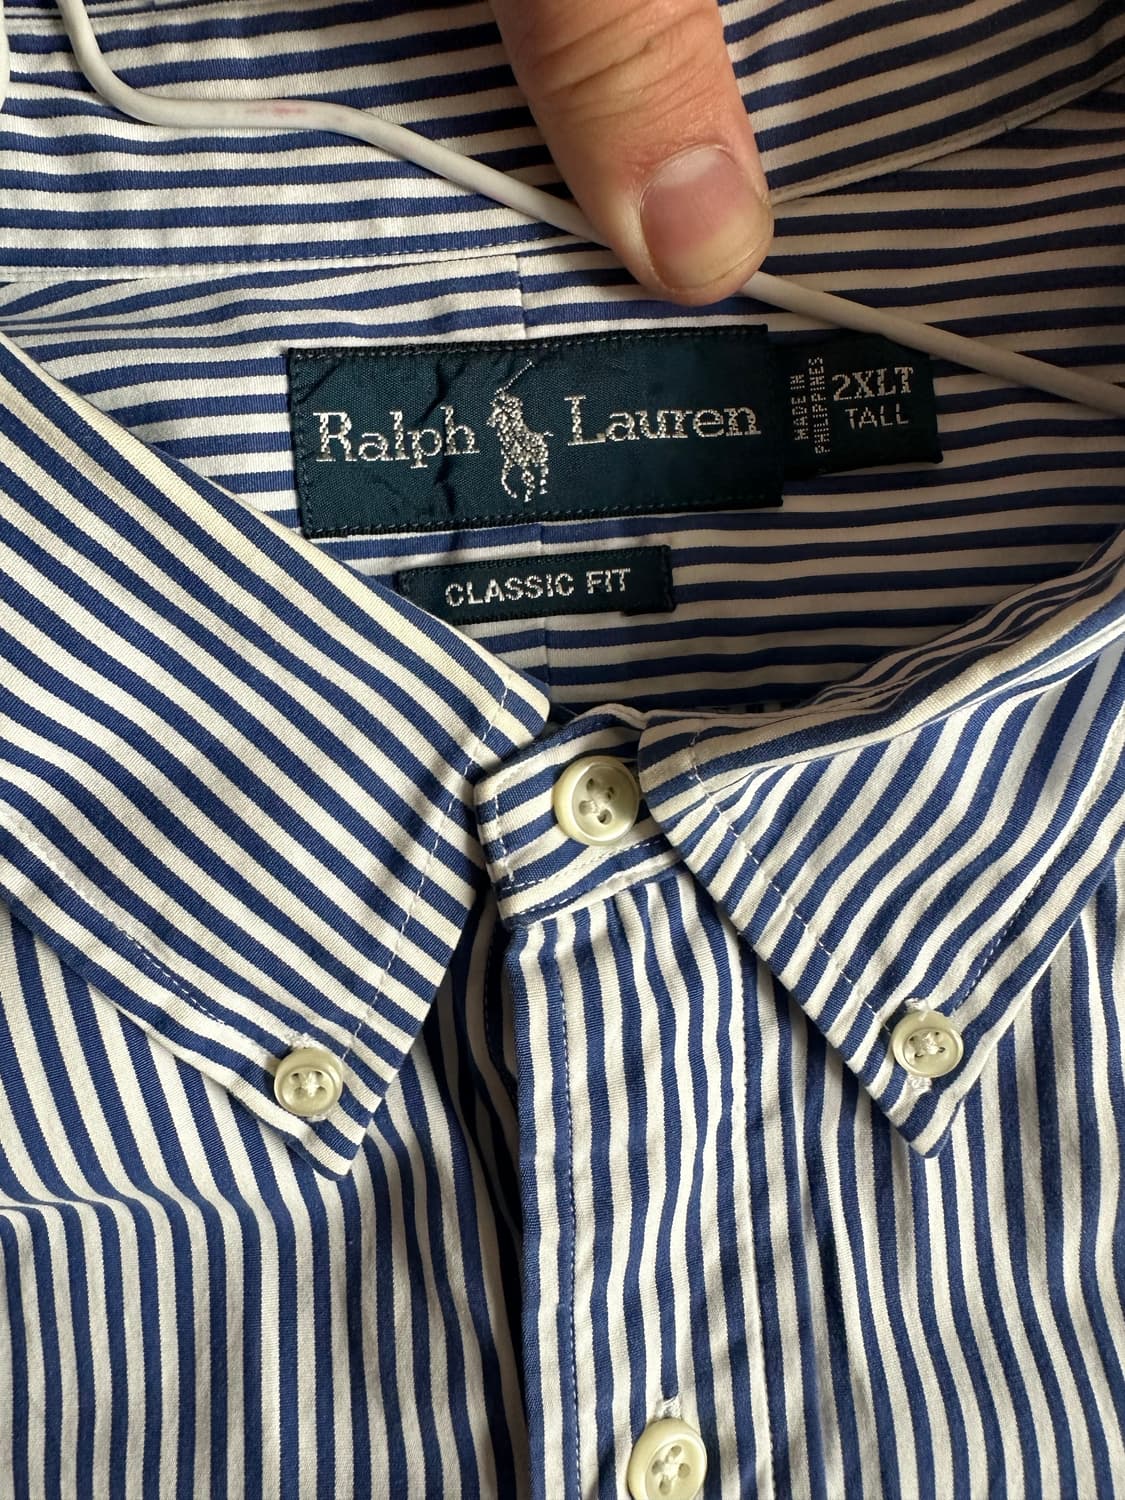 Ralph Lauren
MADE IN
PHILIPPINES
2XLT
TALL
CLASSIC FIT